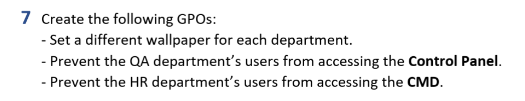 7 Create the following GPOs:
- Set a different wallpaper for each department.
- Prevent the QA department's users from accessing the Control Panel.
- Prevent the HR department's users from accessing the CMD.